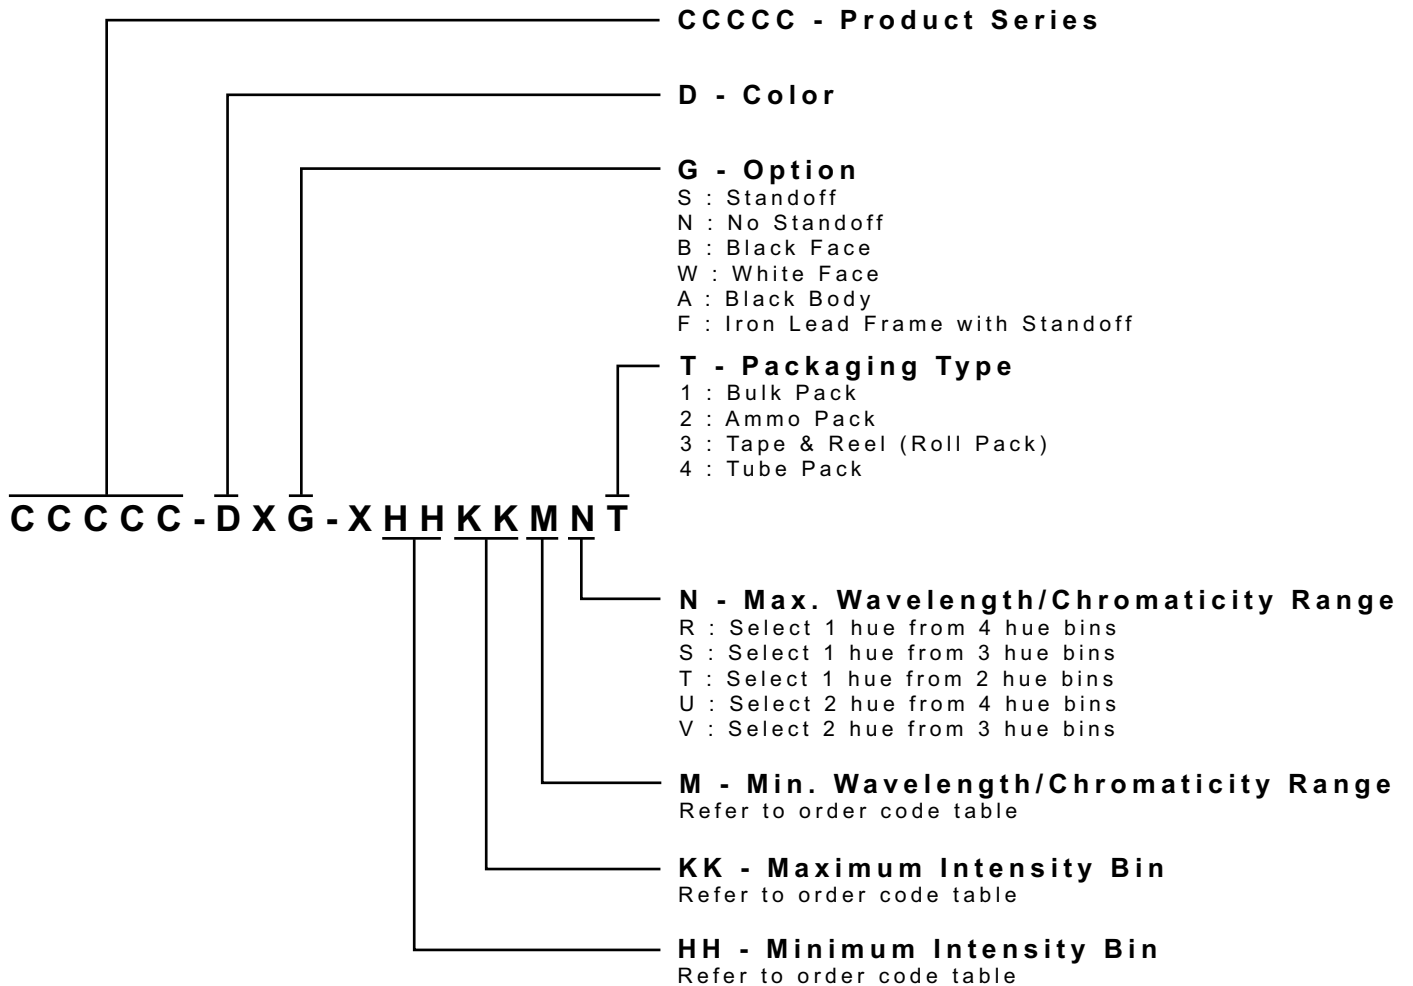 CCCCC - Product Series
D - Color
G - Option
S : Standoff
N : No Standoff
B : Black Face
W : White Face
A : Black Body
F : Iron Lead Frame with Standoff
T - Packaging Type
1 : Bulk Pack
2 : Ammo Pack
3 : Tape & Reel (Roll Pack)
4 : Tube Pack
CCCCC-DXG-XHHKKMNT
N - Max. Wavelength/Chromaticity Range
R : Select 1 hue from 4 hue bins
S : Select 1 hue from 3 hue bins
T : Select 1 hue from 2 hue bins
U : Select 2 hue from 4 hue bins
V : Select 2 hue from 3 hue bins
M - Min. Wavelength/Chromaticity Range
Refer to order code table
KK - Maximum Intensity Bin
Refer to order code table
HH - Minimum Intensity Bin
Refer to order code table